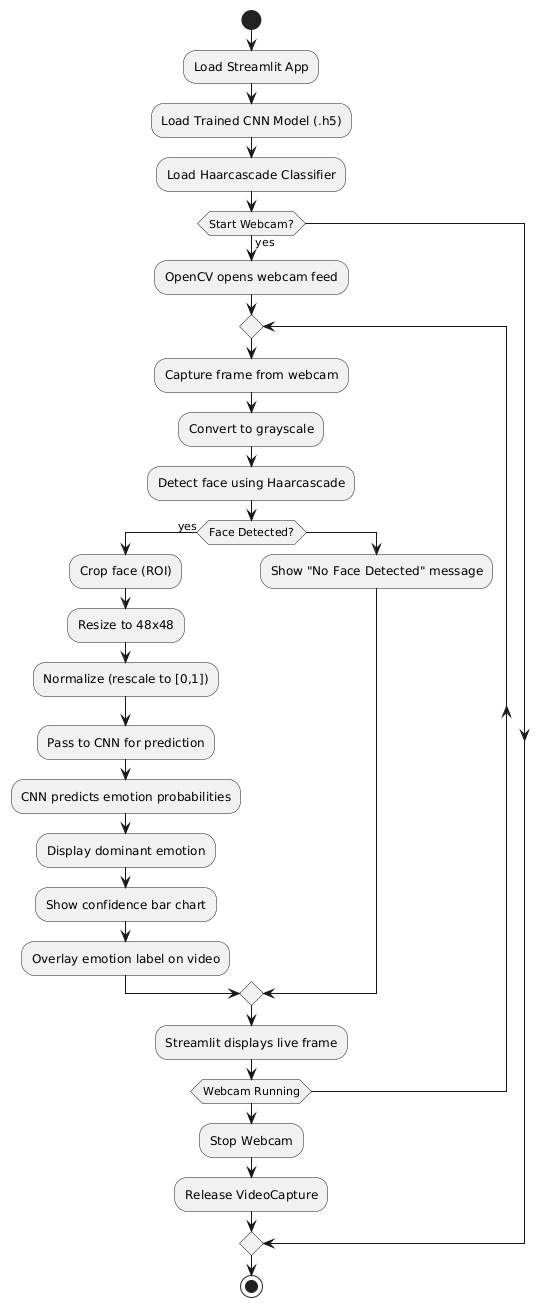 Load Streamlit App
Load Trained CNN Model (.h5)
Load Haarcascade Classifier
Start Webcam?
yes
OpenCV opens webcam feed
Capture frame from webcam
Convert to grayscale
Detect face using Haarcascade
yes
Face Detected?
Crop face (ROI)
Show "No Face Detected" message
Resize to 48x48
Normalize (rescale to [0,1])
Pass to CNN for prediction
CNN predicts emotion probabilities
Display dominant emotion
Show confidence bar chart
Overlay emotion label on video
Streamlit displays live frame
Webcam Running
Stop Webcam
Release VideoCapture